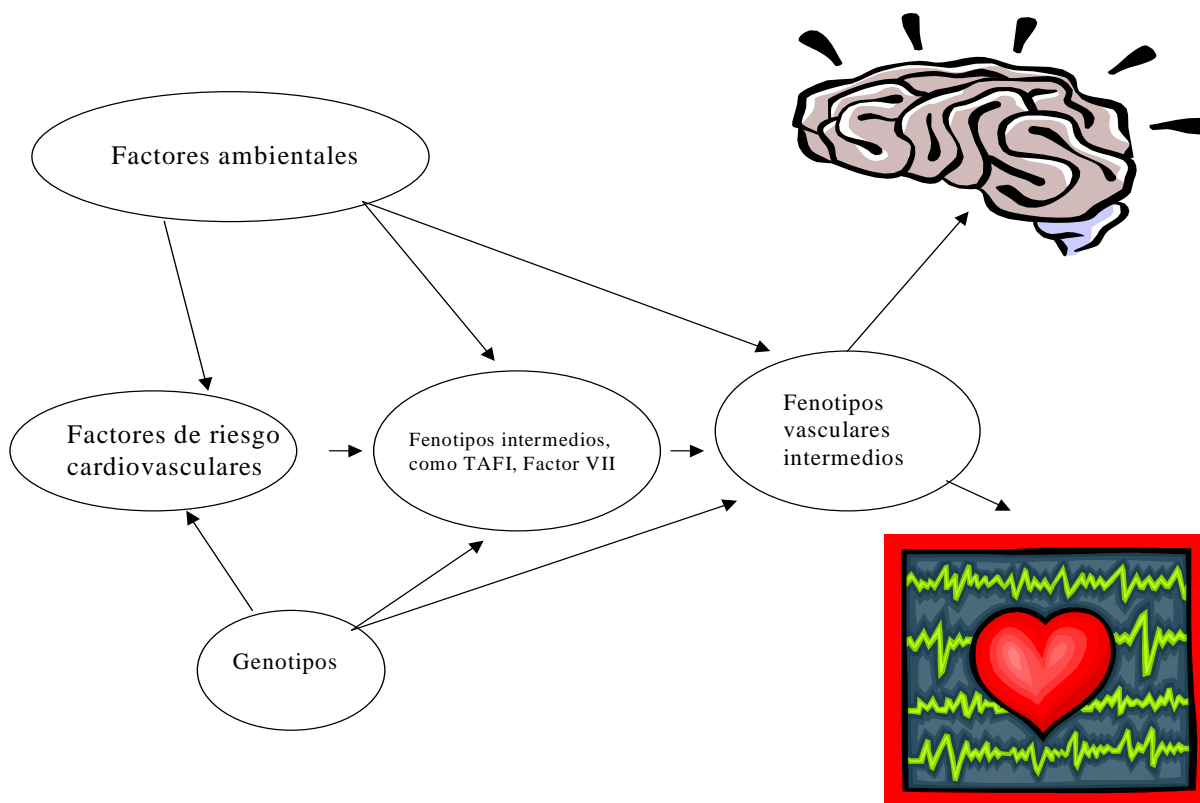 Factores ambientales
Factores de riesgo
cardiovasculares
Fenotipos intermedios,
como TAFI, Factor VII
Fenotipos
vasculares
intermedios
Genotipos